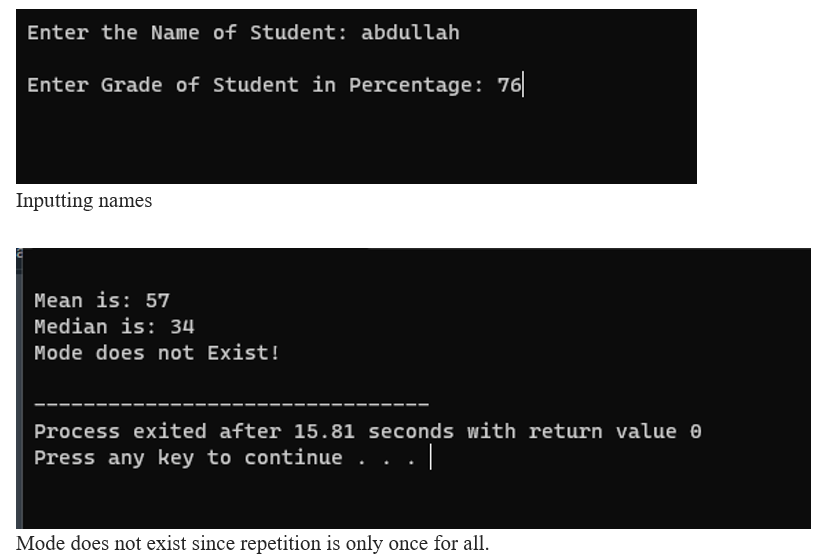 Enter the Name of Student: abdullah
Enter Grade of Student in Percentage: 76
Inputting names
Mean is: 57
Median is: 34
Mode does not Exist!
--------------------------------
Process exited after 15.81 seconds with return value 0
Press any key to continue . . .
Mode does not exist since repetition is only once for all.